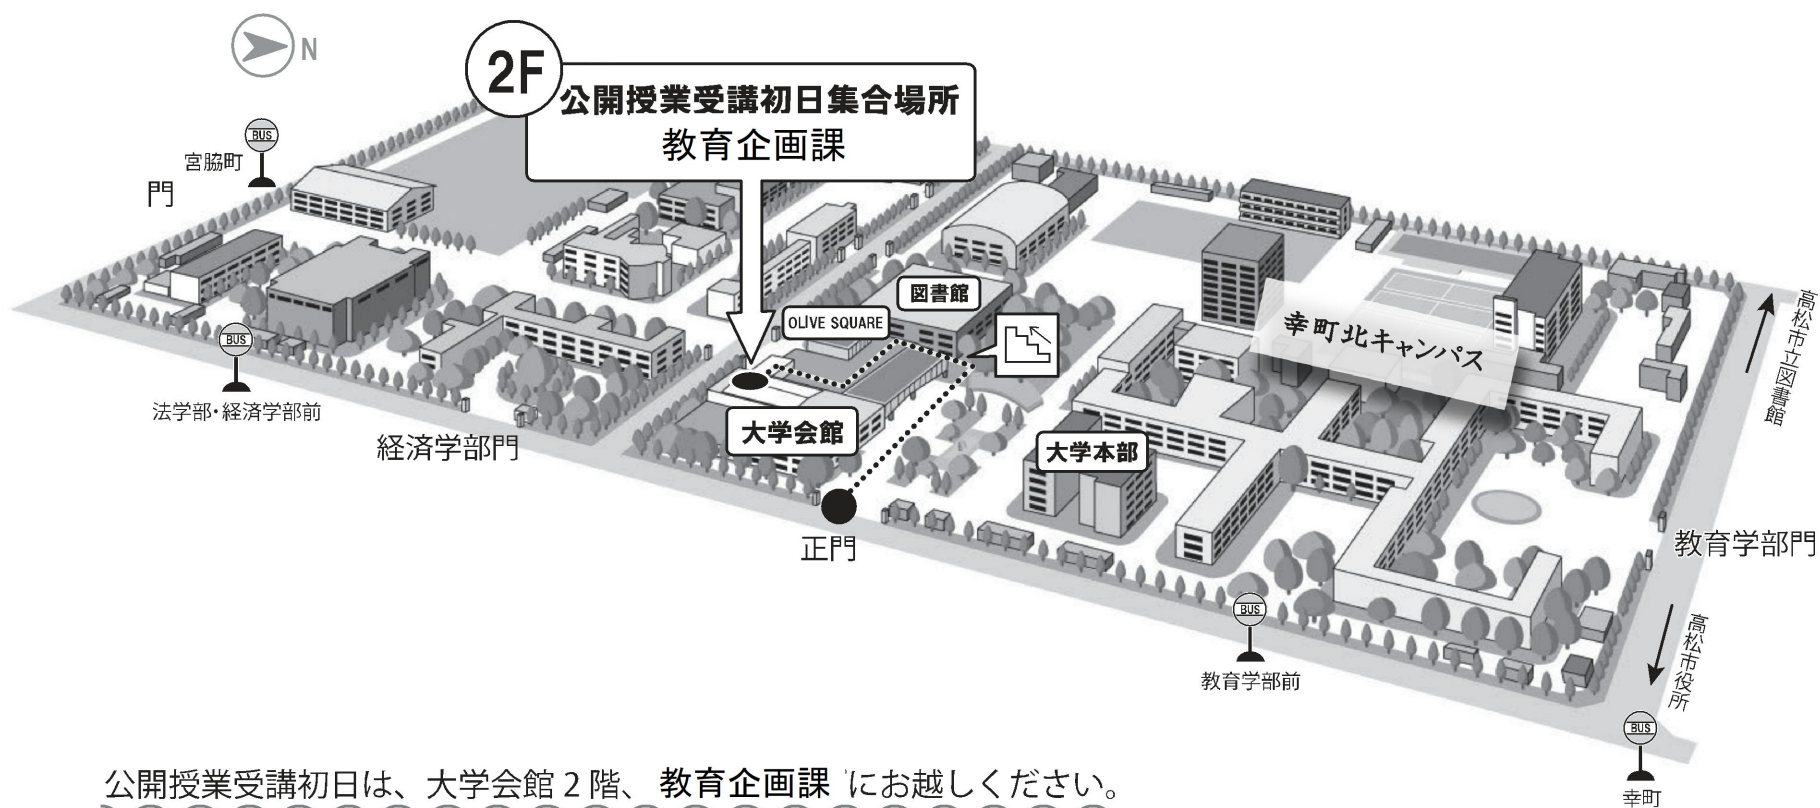 N
2F
公開授業受講初日集合場所
教育企画課
BUS
宮脇町
門
図書館
OLIVE SQUARE
幸町北キャンパス
高松市立図書館
BUS
法学部・経済学部前
経済学部門
大学会館
大学本部
正門
教育学部門
BUS
教育学部前
高松市役所
BUS
幸町
公開授業受講初日は、大学会館2階、 教育企画課 にお越しください。